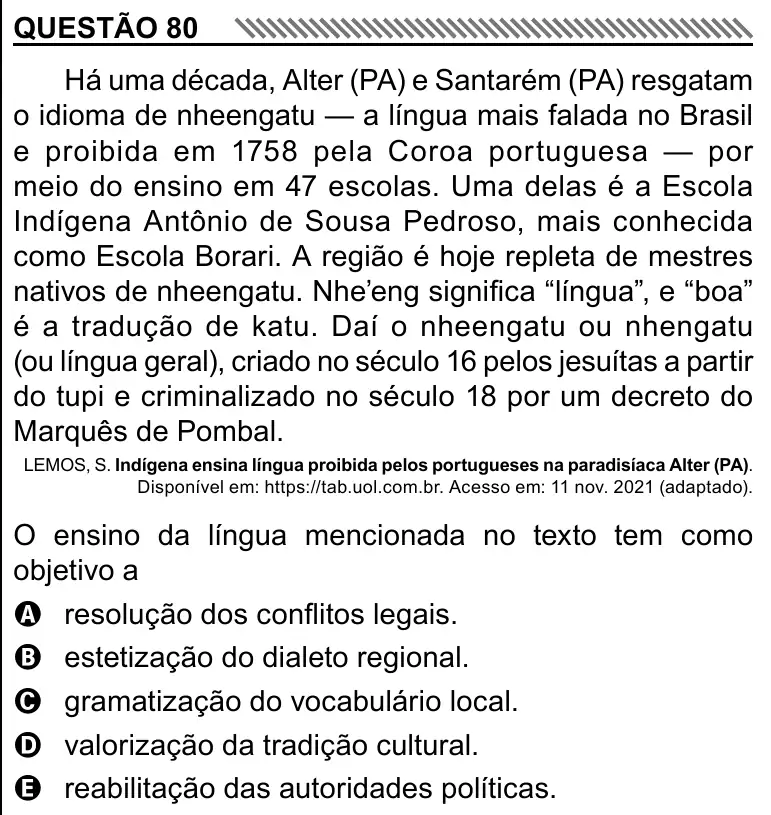 QUESTÃO 80
Há uma década, Alter (PA) e Santarém (PA) resgatam
o idioma de nheengatu — a língua mais falada no Brasil
e proibida em 1758 pela Coroa portuguesa — por
meio do ensino em 47 escolas. Uma delas é a Escola
Indígena Antônio de Sousa Pedroso, mais conhecida
como Escola Borari. A região é hoje repleta de mestres
nativos de nheengatu. Nhe’eng significa “língua”, e “boa”
é a tradução de katu. Daí o nheengatu ou nhengatu
(ou língua geral), criado no século 16 pelos jesuítas a partir
do tupi e criminalizado no século 18 por um decreto do
Marquês de Pombal.
LEMOS, S. Indígena ensina língua proibida pelos portugueses na paradisíaca Alter (PA).
Disponível em: https://tab.uol.com.br. Acesso em: 11 nov. 2021 (adaptado).
O ensino da língua mencionada no texto tem como
objetivo a
A resolução dos conflitos legais.
B estetização do dialeto regional.
C gramatização do vocabulário local.
D valorização da tradição cultural.
E reabilitação das autoridades políticas.